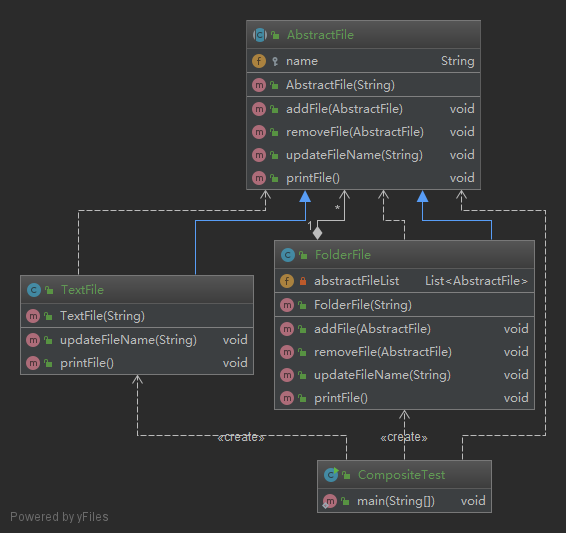 AbstractFile
name String
AbstractFile(String)
addFile(AbstractFile) void
removeFile(AbstractFile) void
updateFileName(String) void
printFile() void
*
1
FolderFile
abstractFileList List<AbstractFile>
FolderFile(String)
addFile(AbstractFile) void
removeFile(AbstractFile) void
updateFileName(String) void
printFile() void
TextFile
TextFile(String)
updateFileName(String) void
printFile() void
«create»
«create»
CompositeTest
main(String[]) void
Powered by yFiles